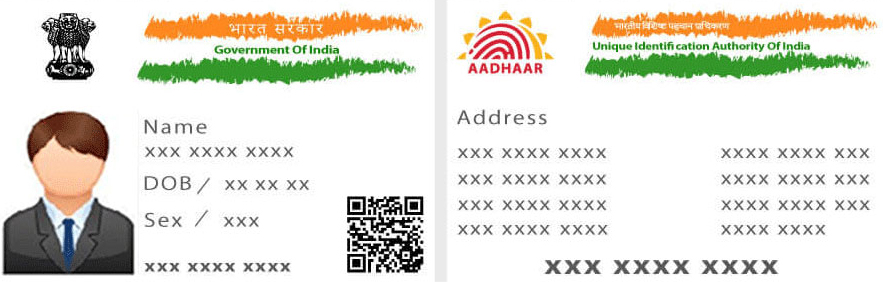 भारत सरकार
Government Of India
Name
xxx xxxx xxxx
DOB / xx xx xx
Sex / xxx
xxx xxxx xxxx
AADHAAR
भारतीय विशिष्ट पहचान प्राधिकरण
Unique Identification Authority Of India
Address
xxx xxxx xxxx xxxx xxxx xxx
xxx xxxx xxxx xxxx xxxx xxx
xxx xxxx xxxx xxxx xxxx xxx
xxx xxxx xxxx xxxx xxxx
xxx xxxx xxxx